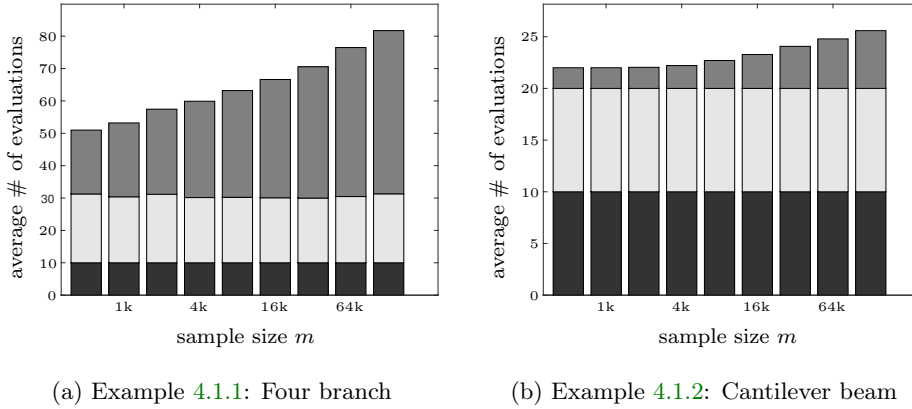 average # of evaluations
80
70
60
50
40
30
20
10
0
1k 4k 16k 64k
sample size m
(a) Example 4.1.1: Four branch
average # of evaluations
25
20
15
10
5
0
1k 4k 16k 64k
sample size m
(b) Example 4.1.2: Cantilever beam